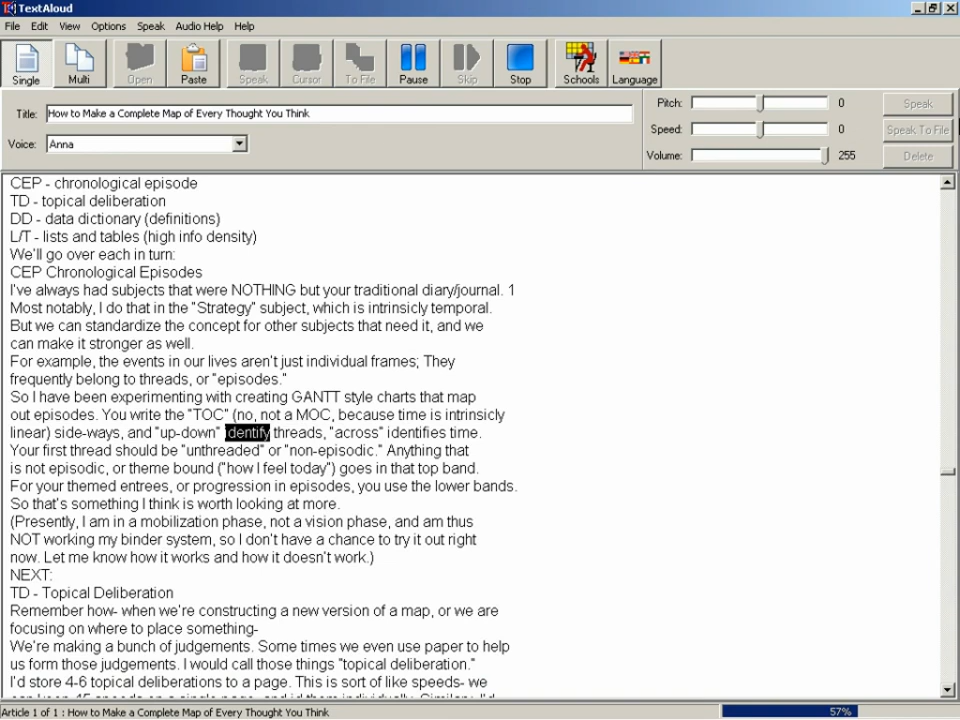 TextAloud
File Edit View Options Speak Audio Help Help
Single Multi Open Paste Speak Cursor To File Pause Skip Stop Schools Language
Title: How to Make a Complete Map of Every Thought You Think
Voice: Anna
Pitch: 0 Speak
Speed: 0 Speak To File
Volume: 255 Delete
CEP - chronological episode
TD - topical deliberation
DD - data dictionary (definitions)
L/T - lists and tables (high info density)
We'll go over each in turn:
CEP Chronological Episodes
I've always had subjects that were NOTHING but your traditional diary/journal. 1
Most notably, I do that in the "Strategy" subject, which is intrinsicly temporal.
But we can standardize the concept for other subjects that need it, and we
can make it stronger as well.
For example, the events in our lives aren't just individual frames; They
frequently belong to threads, or "episodes."
So I have been experimenting with creating GANTT style charts that map
out episodes. You write the "TOC" (no, not a MOC, because time is intrinsicly
linear) side-ways, and "up-down" identify threads, "across" identifies time.
Your first thread should be "unthreaded" or "non-episodic." Anything that
is not episodic, or theme bound ("how I feel today") goes in that top band.
For your themed entrees, or progression in episodes, you use the lower bands.
So that's something I think is worth looking at more.
(Presently, I am in a mobilization phase, not a vision phase, and am thus
NOT working my binder system, so I don't have a chance to try it out right
now. Let me know how it works and how it doesn't work.)
NEXT:
TD - Topical Deliberation
Remember how- when we're constructing a new version of a map, or we are
focusing on where to place something-
We're making a bunch of judgements. Some times we even use paper to help
us form those judgements. I would call those things "topical deliberation."
I'd store 4-6 topical deliberations to a page. This is sort of like speeds- we
Article 1 of 1 : How to Make a Complete Map of Every Thought You Think 57%